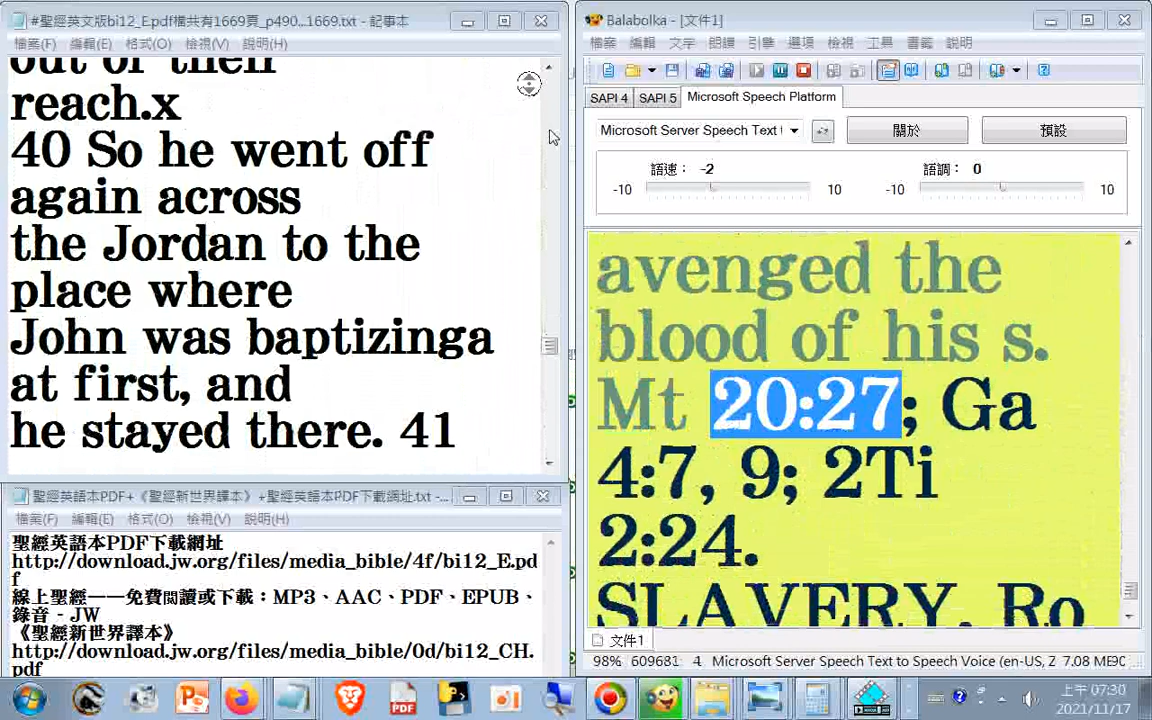 #聖經英文版bi12_E.pdf檔共有1669頁_p490...1669.txt - 記事本
檔案(F) 編輯(E) 格式(O) 檢視(V) 說明(H)
out of their
reach.x
40 So he went off
again across
the Jordan to the
place where
John was baptizinga
at first, and
he stayed there. 41
聖經英語本PDF+《聖經新世界譯本》+聖經英語本PDF下載網址.txt -...
檔案(F) 編輯(E) 格式(O) 檢視(V) 說明(H)
聖經英語本PDF下載網址
http://download.jw.org/files/media_bible/4f/bi12_E.pd
f
線上聖經——免費閱讀或下載：MP3、AAC、PDF、EPUB、
錄音 - JW
《聖經新世界譯本》
http://download.jw.org/files/media_bible/0d/bi12_CH.
pdf
Balabolka - [文件1]
檔案 編輯 文字 朗讀 引擎 選項 檢視 工具 書籤 說明
SAPI 4 SAPI 5 Microsoft Speech Platform
Microsoft Server Speech Text 關於 預設
語速： -2 語調： 0
-10 10 -10 10
avenged the
blood of his s.
Mt 20:27; Ga
4:7, 9; 2Ti
2:24.
SLAVERY, Ro
文件1
98% 609681: 4 Microsoft Server Speech Text to Speech Voice (en-US, Z 7.08 ME
上午 07:30
2021/11/17